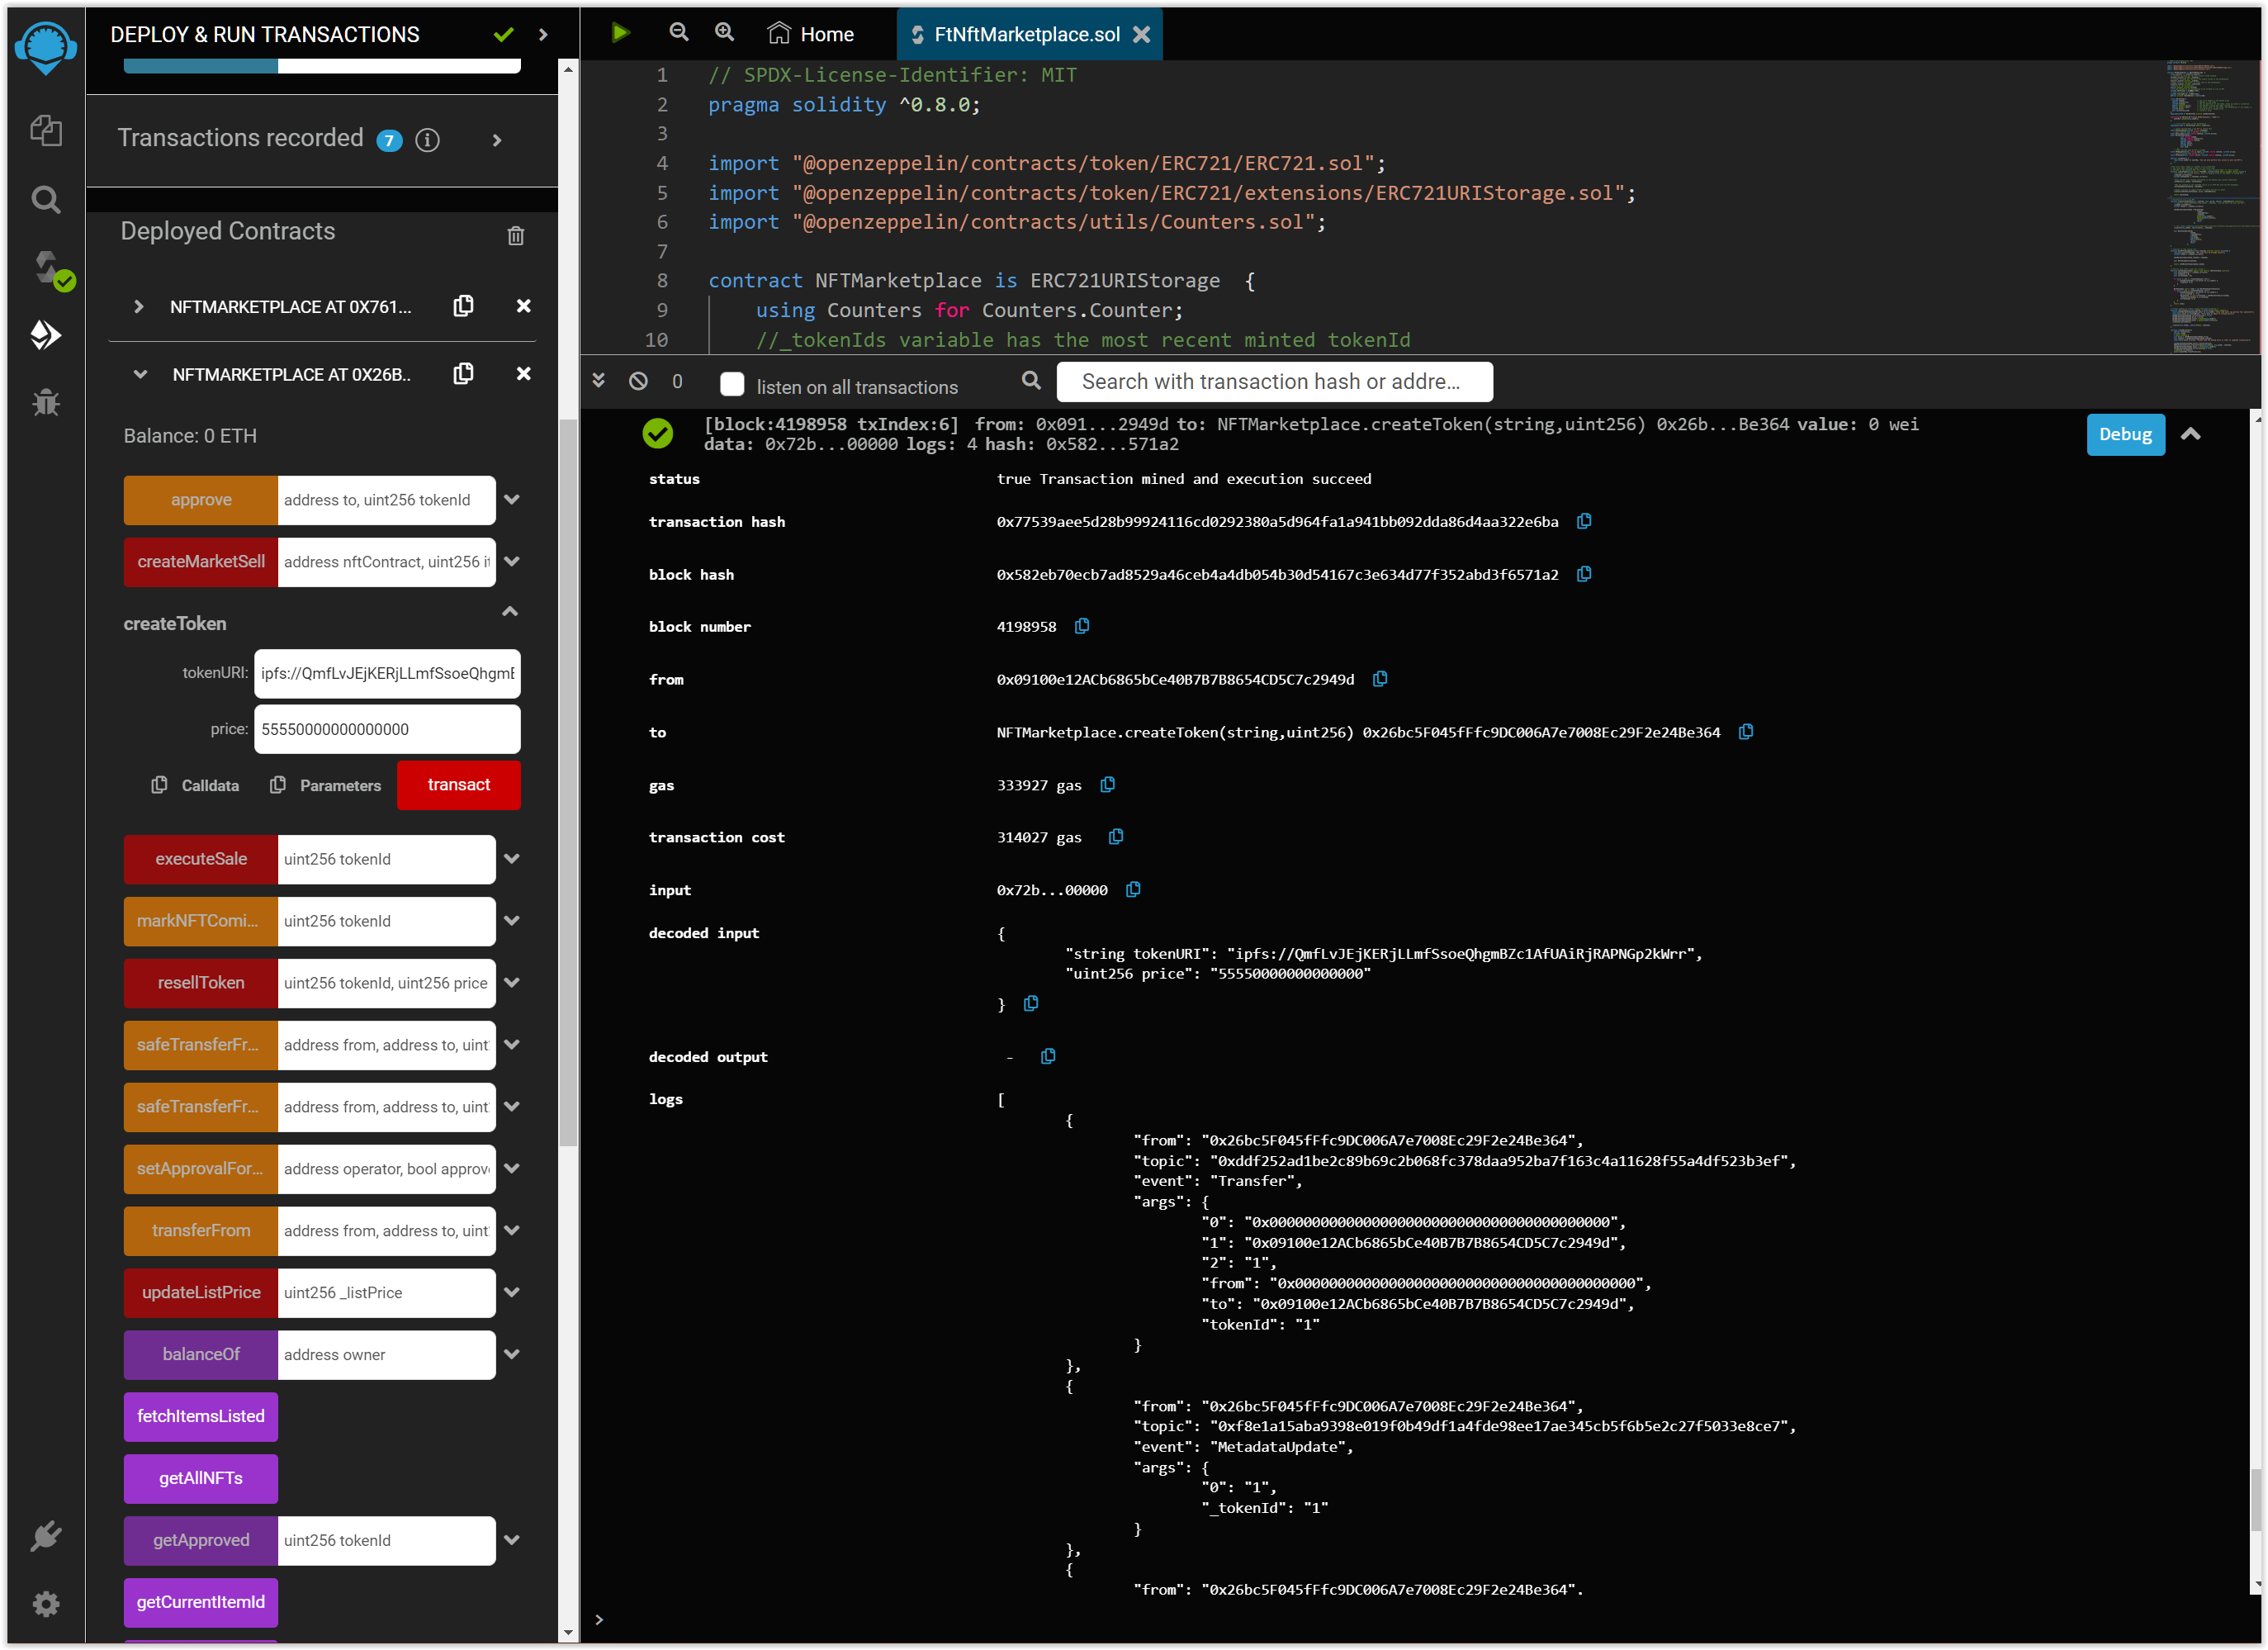 DEPLOY & RUN TRANSACTIONS
Transactions recorded 7 i
Deployed Contracts
NFTMARKETPLACE AT 0X761...
NFTMARKETPLACE AT 0X26B..
Balance: 0 ETH
approve address to, uint256 tokenId
createMarketSell address nftContract, uint256 it
createToken
tokenURI: ipfs://QmfLvJEjKERjLLmfSsoeQhgmB
price: 55550000000000000
Calldata Parameters transact
executeSale uint256 tokenId
markNFTComi... uint256 tokenId
resellToken uint256 tokenId, uint256 price
safeTransferFr... address from, address to, uint
safeTransferFr... address from, address to, uint
setApprovalFor... address operator, bool approve
transferFrom address from, address to, uint
updateListPrice uint256 _listPrice
balanceOf address owner
fetchItemsListed
getAllNFTs
getApproved uint256 tokenId
getCurrentItemId
Home FtNftMarketplace.sol
1 // SPDX-License-Identifier: MIT
2 pragma solidity ^0.8.0;
3
4 import "@openzeppelin/contracts/token/ERC721/ERC721.sol";
5 import "@openzeppelin/contracts/token/ERC721/extensions/ERC721URIStorage.sol";
6 import "@openzeppelin/contracts/utils/Counters.sol";
7
8 contract NFTMarketplace is ERC721URIStorage {
9 using Counters for Counters.Counter;
10 //_tokenIds variable has the most recent minted tokenId
0 listen on all transactions Search with transaction hash or addre...
[block:4198958 txIndex:6] from: 0x091...2949d to: NFTMarketplace.createToken(string,uint256) 0x26b...Be364 value: 0 wei
data: 0x72b...00000 logs: 4 hash: 0x582...571a2
Debug
status true Transaction mined and execution succeed
transaction hash 0x77539aee5d28b99924116cd0292380a5d964fa1a941bb092dda86d4aa322e6ba
block hash 0x582eb70ecb7ad8529a46ceb4a4db054b30d54167c3e634d77f352abd3f6571a2
block number 4198958
from 0x09100e12ACb6865bCe40B7B7B8654CD5C7c2949d
to NFTMarketplace.createToken(string,uint256) 0x26bc5F045fFfc9DC006A7e7008Ec29F2e24Be364
gas 333927 gas
transaction cost 314027 gas
input 0x72b...00000
decoded input {
"string tokenURI": "ipfs://QmfLvJEjKERjLLmfSsoeQhgmBZc1AfUAiRjRAPNGp2kWrr",
"uint256 price": "55550000000000000"
}
decoded output -
logs [
{
"from": "0x26bc5F045fFfc9DC006A7e7008Ec29F2e24Be364",
"topic": "0xddf252ad1be2c89b69c2b068fc378daa952ba7f163c4a11628f55a4df523b3ef",
"event": "Transfer",
"args": {
"0": "0x0000000000000000000000000000000000000000",
"1": "0x09100e12ACb6865bCe40B7B7B8654CD5C7c2949d",
"2": "1",
"from": "0x0000000000000000000000000000000000000000",
"to": "0x09100e12ACb6865bCe40B7B7B8654CD5C7c2949d",
"tokenId": "1"
}
},
{
"from": "0x26bc5F045fFfc9DC006A7e7008Ec29F2e24Be364",
"topic": "0xf8e1a15aba9398e019f0b49df1a4fde98ee17ae345cb5f6b5e2c27f5033e8ce7",
"event": "MetadataUpdate",
"args": {
"0": "1",
"_tokenId": "1"
}
},
{
"from": "0x26bc5F045fFfc9DC006A7e7008Ec29F2e24Be364".
>